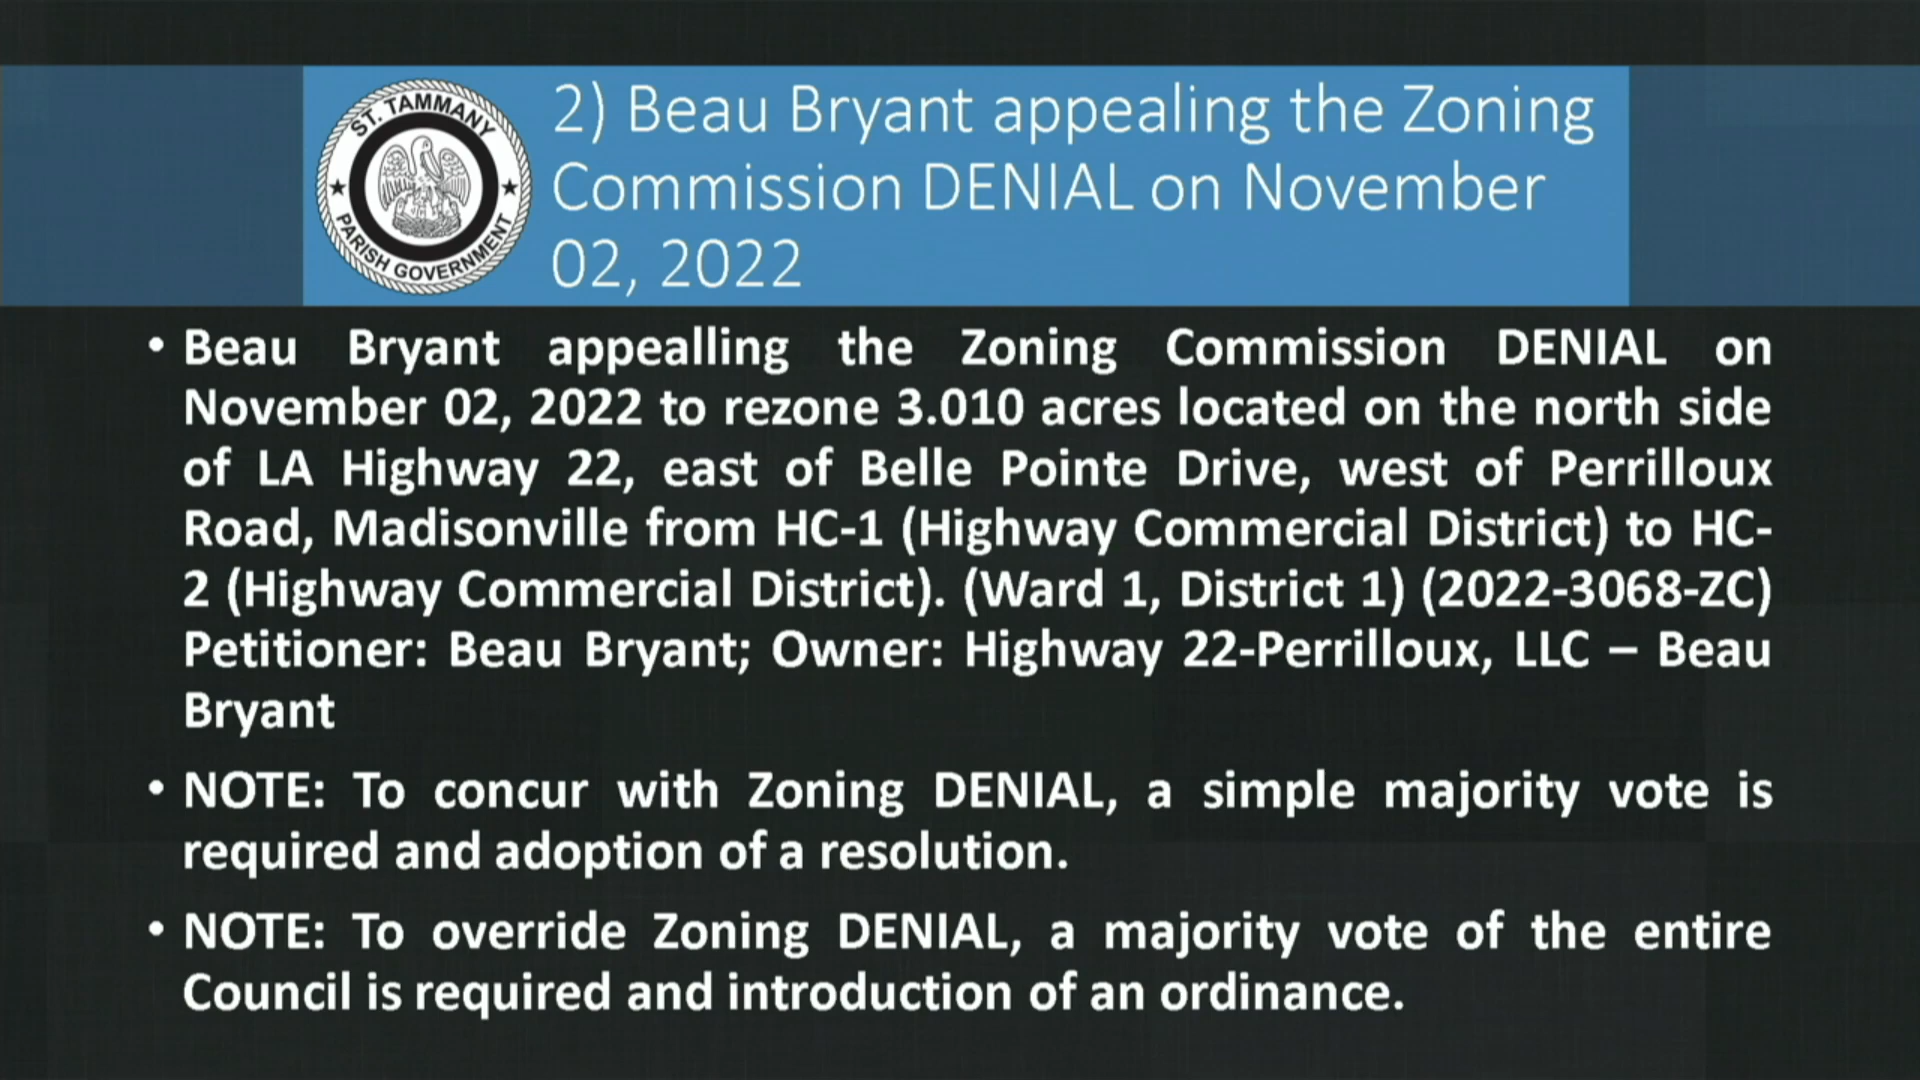 ST. TAMMANY
PARISH GOVERNMENT
2) Beau Bryant appealing the Zoning
Commission DENIAL on November
02, 2022
• Beau Bryant appealling the Zoning Commission DENIAL on
November 02, 2022 to rezone 3.010 acres located on the north side
of LA Highway 22, east of Belle Pointe Drive, west of Perrilloux
Road, Madisonville from HC-1 (Highway Commercial District) to HC-
2 (Highway Commercial District). (Ward 1, District 1) (2022-3068-ZC)
Petitioner: Beau Bryant; Owner: Highway 22-Perrilloux, LLC – Beau
Bryant
• NOTE: To concur with Zoning DENIAL, a simple majority vote is
required and adoption of a resolution.
• NOTE: To override Zoning DENIAL, a majority vote of the entire
Council is required and introduction of an ordinance.